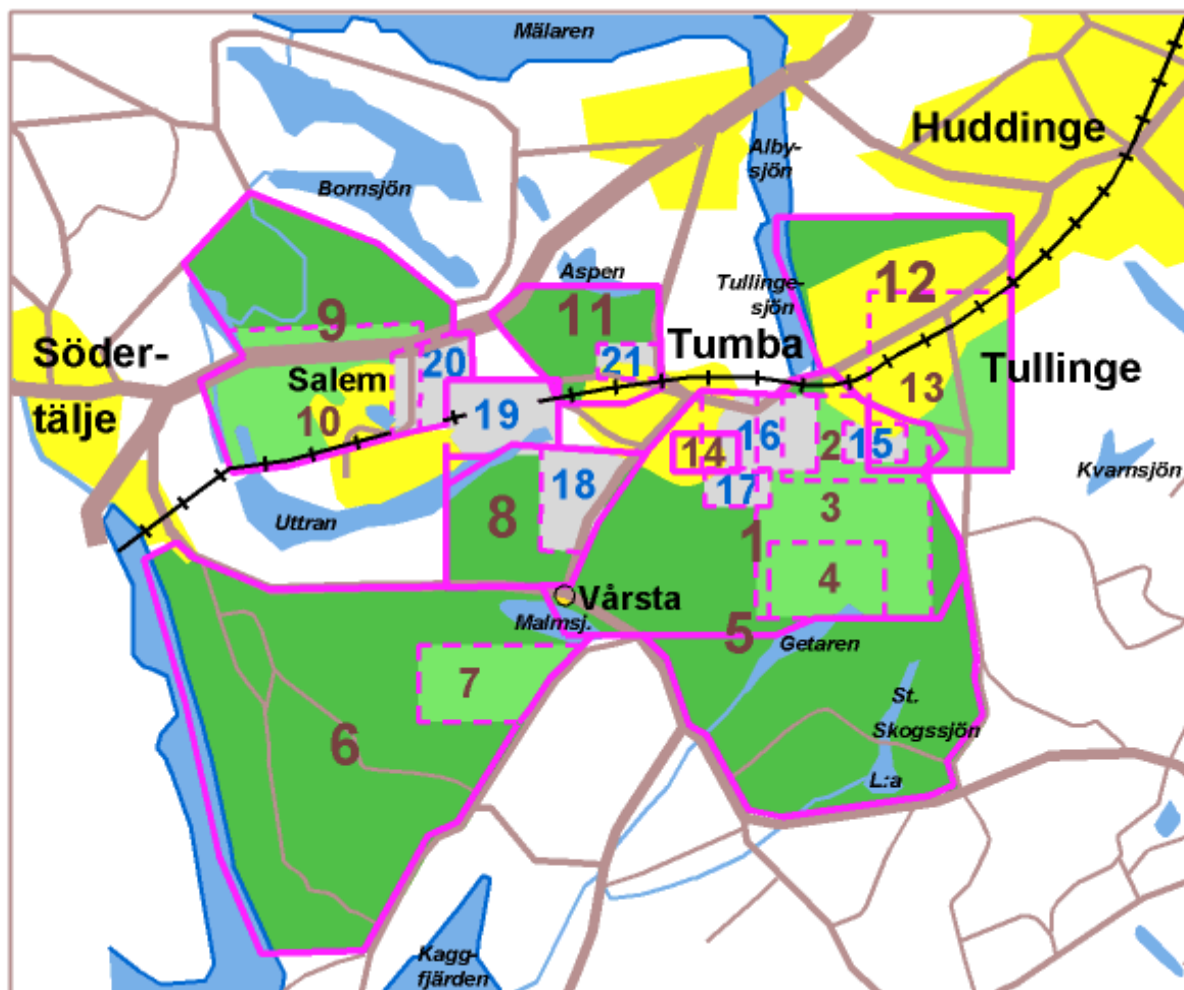 Mälaren
Huddinge
Alby-
sjön
Bornsjön
Aspen
Tullinge-
sjön
12
9
11
Söder-
tälje
20
21
Tumba
Salem
10
19
13
Tullinge
16
14
2
15
18
17
3
Kvarnsjön
Uttran
8
1
4
Vårsta
Malmsj.
5
Getaren
7
6
St.
Skogssjön
L:a
Kagg-
fjärden